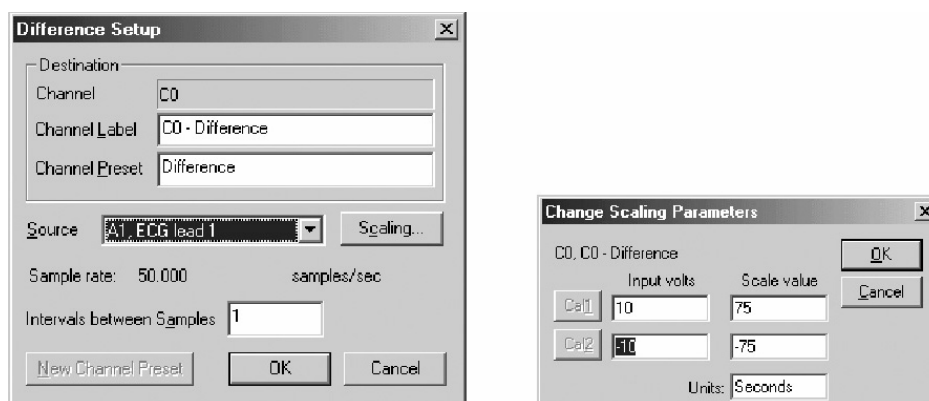 Difference Setup
Destination
Channel C0
Channel Label C0 - Difference
Channel Preset Difference
Source A1, ECG lead 1 Scaling...
Sample rate: 50.000 samples/sec
Intervals between Samples 1
New Channel Preset OK Cancel
Change Scaling Parameters
C0, C0 - Difference OK
Input volts Scale value Cancel
Cal1 10 75
Cal2 -10 -75
Units: Seconds